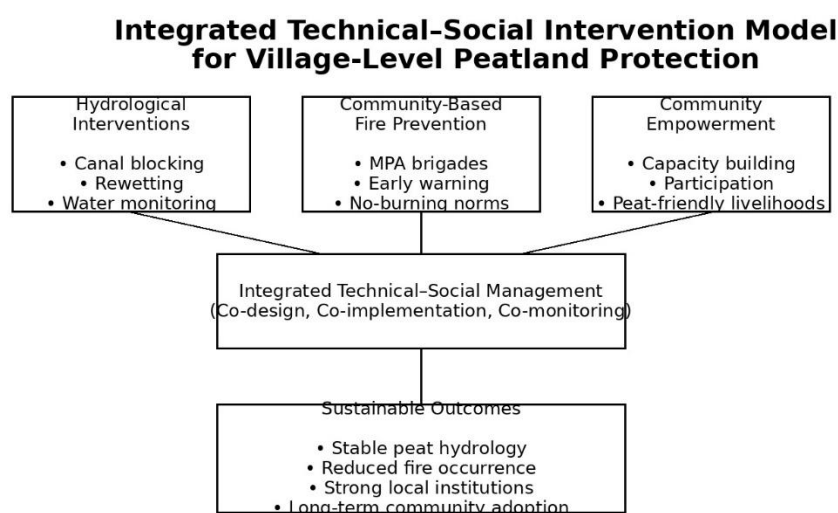 Integrated Technical–Social Intervention Model
for Village-Level Peatland Protection
Hydrological
Interventions
• Canal blocking
• Rewetting
• Water monitoring
Community-Based
Fire Prevention
• MPA brigades
• Early warning
• No-burning norms
Community
Empowerment
• Capacity building
• Participation
• Peat-friendly livelihoods
Integrated Technical–Social Management
(Co-design, Co-implementation, Co-monitoring)
Sustainable Outcomes
• Stable peat hydrology
• Reduced fire occurrence
• Strong local institutions
• Long-term community adoption